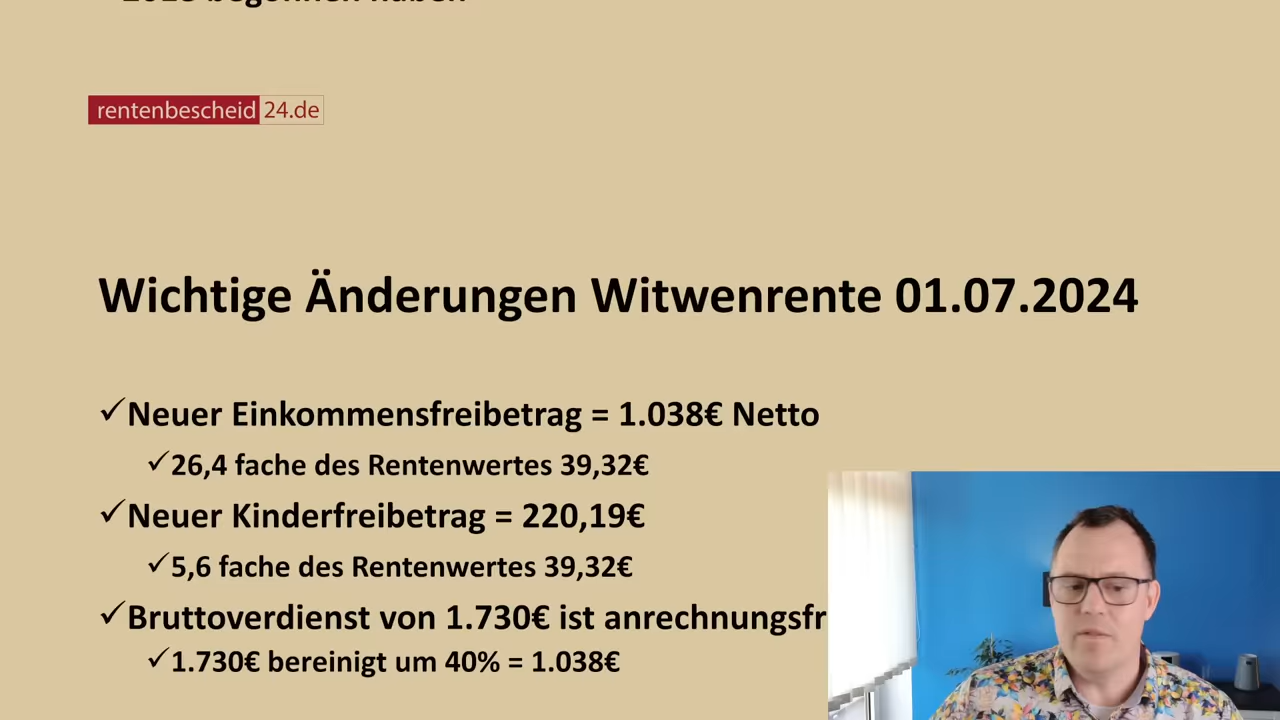 rentenbescheid 24.de
Wichtige Änderungen Witwenrente 01.07.2024
✓Neuer Einkommensfreibetrag = 1.038€ Netto
✓26,4 fache des Rentenwertes 39,32€
✓Neuer Kinderfreibetrag = 220,19€
✓5,6 fache des Rentenwertes 39,32€
✓Bruttoverdienst von 1.730€ ist anrechnungsfr
✓1.730€ bereinigt um 40% = 1.038€